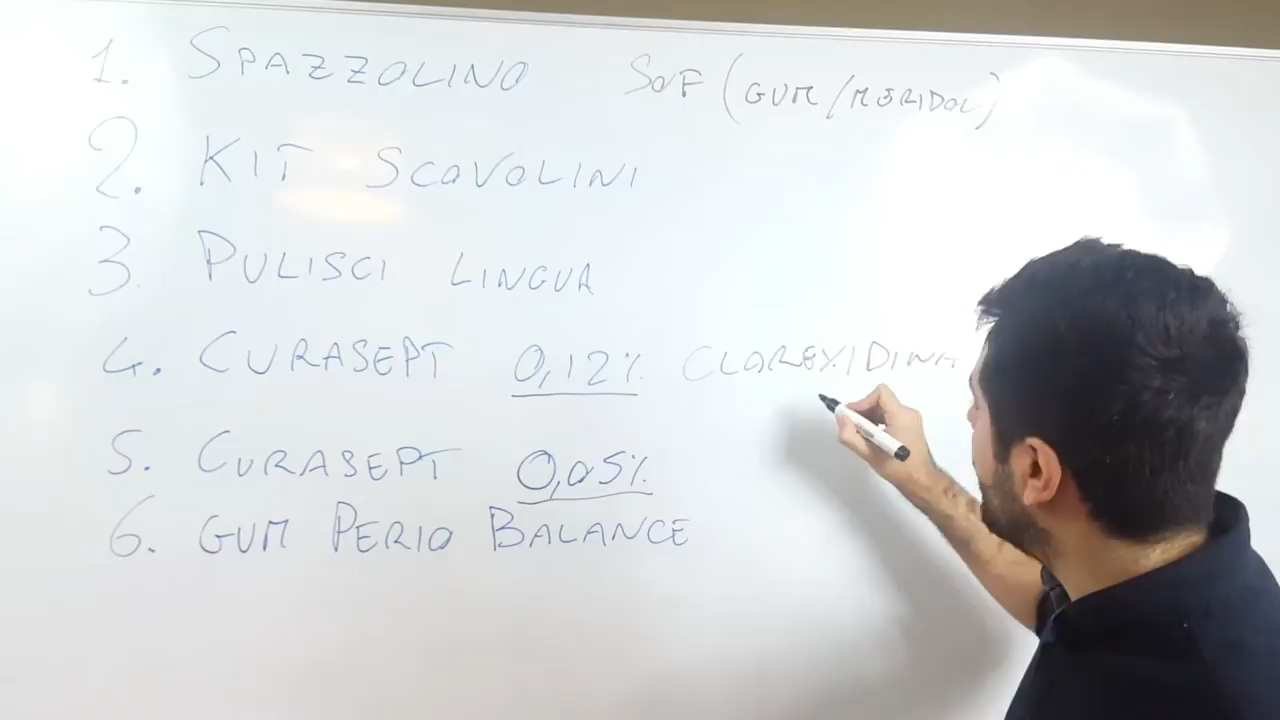 1. SPAZZOLINO SOF (GUM/MERIDOL)
2. KIT SCOVOLINI
3. PULISCI LINGUA
4. CURASEPT 0,12% CLOREXIDINA
5. CURASEPT 0,05%
6. GUM PERIO BALANCE